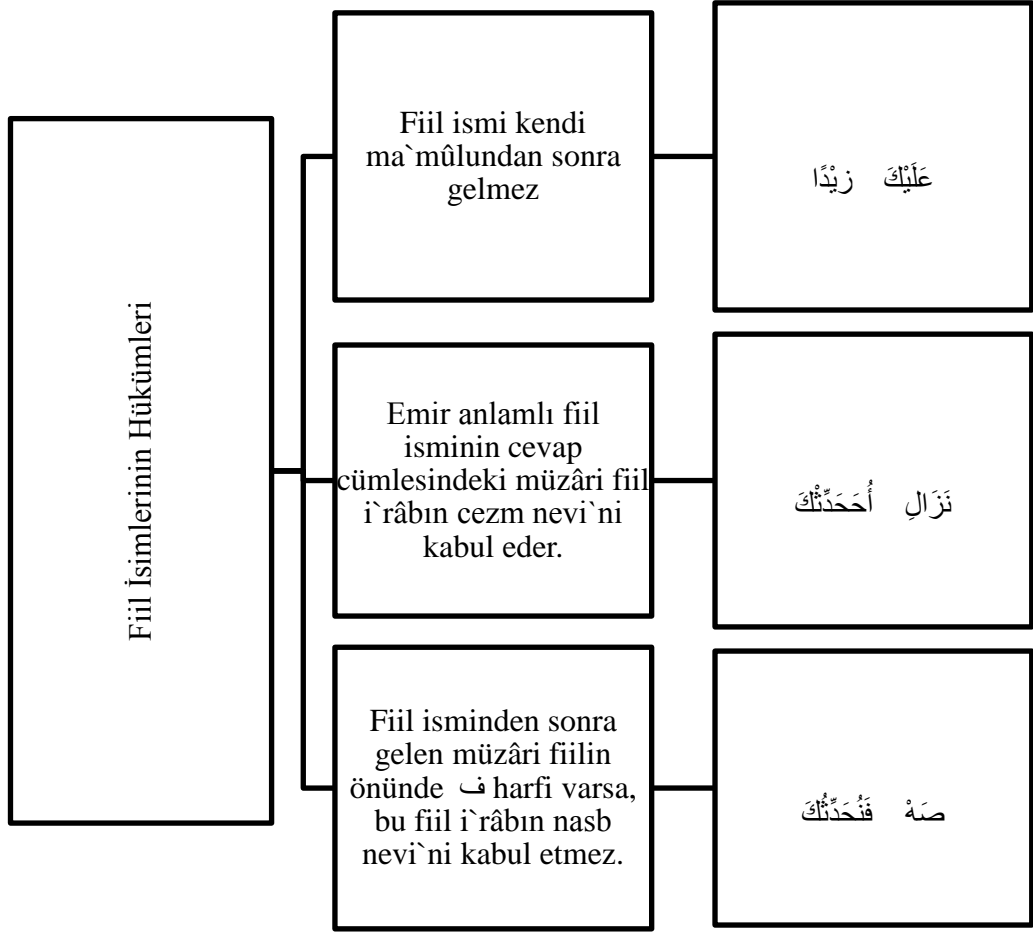 Fiil İsimlerinin Hükümleri
Fiil ismi kendi
ma`mûlundan sonra
gelmez
عَلَيْكَ زيْدًا
Emir anlamlı fiil
isminin cevap
cümlesindeki müzâri fiil
i`râbın cezm nevi`ni
kabul eder.
نَزَالِ أُحَحَدِّثْكَ
Fiil isminden sonra
gelen müzâri fiilin
önünde ف harfi varsa,
bu fiil i`râbın nasb
nevi`ni kabul etmez.
صَهْ فَنُحَدِّثُكَ